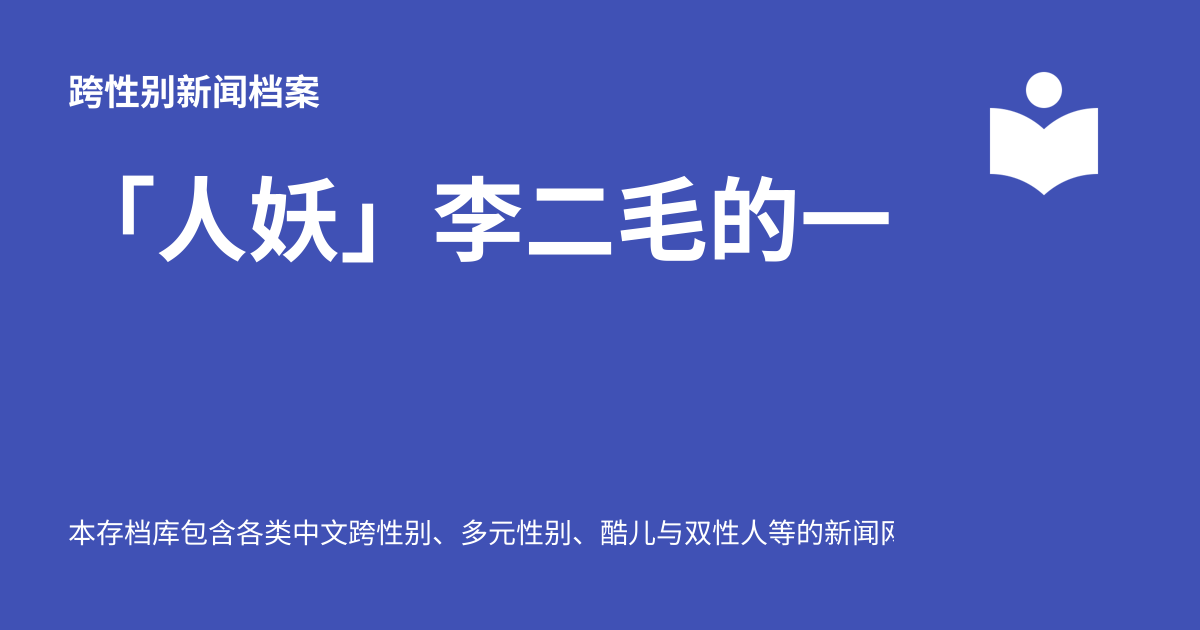 跨性别新闻档案
「人妖」李二毛的一
本存档库包含各类中文跨性别、多元性别、酷儿与双性人等的新闻